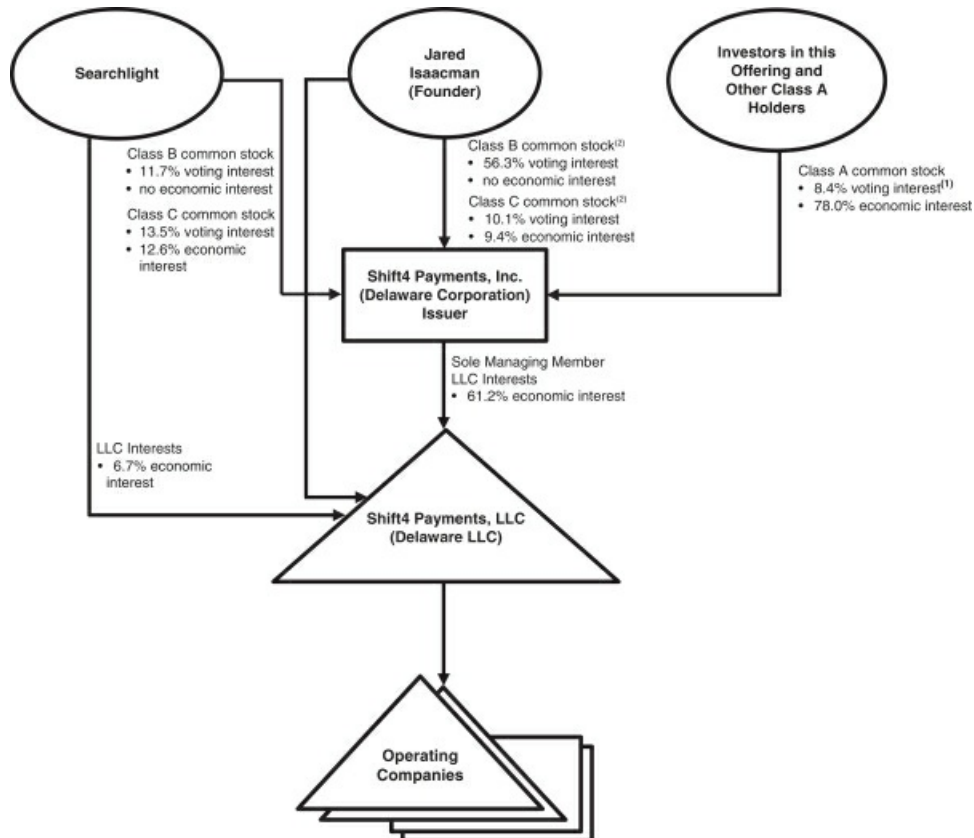 Searchlight
Jared
Isaacman
(Founder)
Investors in this
Offering and
Other Class A
Holders
Class B common stock
• 11.7% voting interest
• no economic interest
Class C common stock
• 13.5% voting interest
• 12.6% economic
interest
Class B common stock(2)
• 56.3% voting interest
• no economic interest
Class C common stock(2)
• 10.1% voting interest
• 9.4% economic interest
Class A common stock
• 8.4% voting interest(1)
• 78.0% economic interest
Shift4 Payments, Inc.
(Delaware Corporation)
Issuer
Sole Managing Member
LLC Interests
• 61.2% economic interest
LLC Interests
• 6.7% economic
interest
Shift4 Payments, LLC
(Delaware LLC)
Operating
Companies